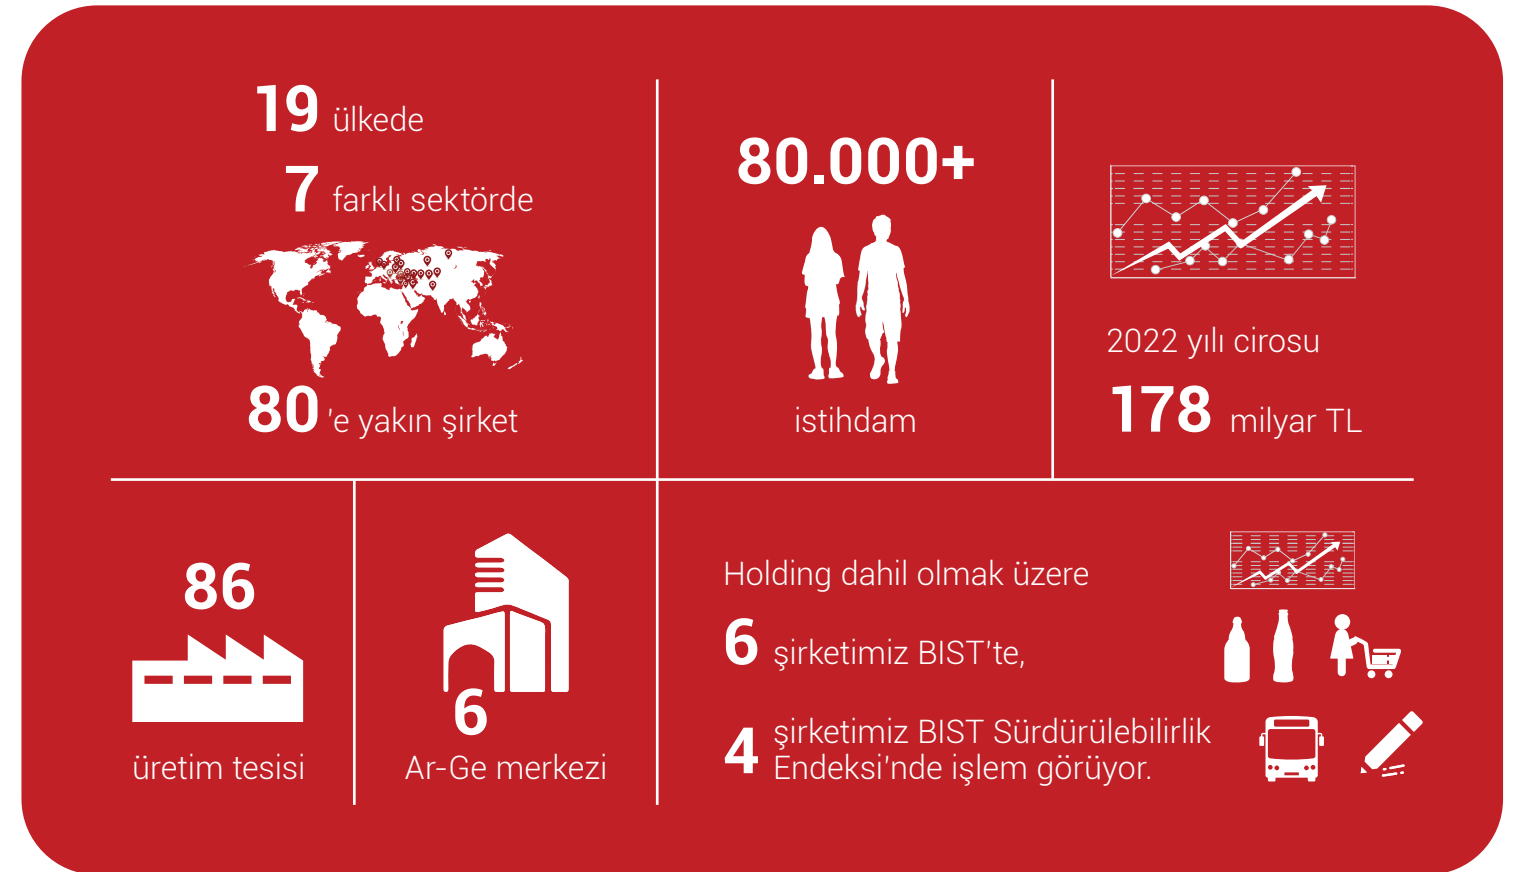 19 ülkede
7 farklı sektörde
80 'e yakın şirket
80.000+
istihdam
2022 yılı cirosu
178 milyar TL
86
üretim tesisi
6
Ar-Ge merkezi
Holding dahil olmak üzere
6 şirketimiz BIST'te,
4 şirketimiz BIST Sürdürülebilirlik
Endeksi'nde işlem görüyor.